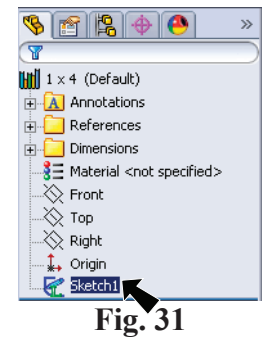 »
1 x 4 (Default)
A Annotations
References
Dimensions
Material <not specified>
Front
Top
Right
Origin
Sketch1
Fig. 31